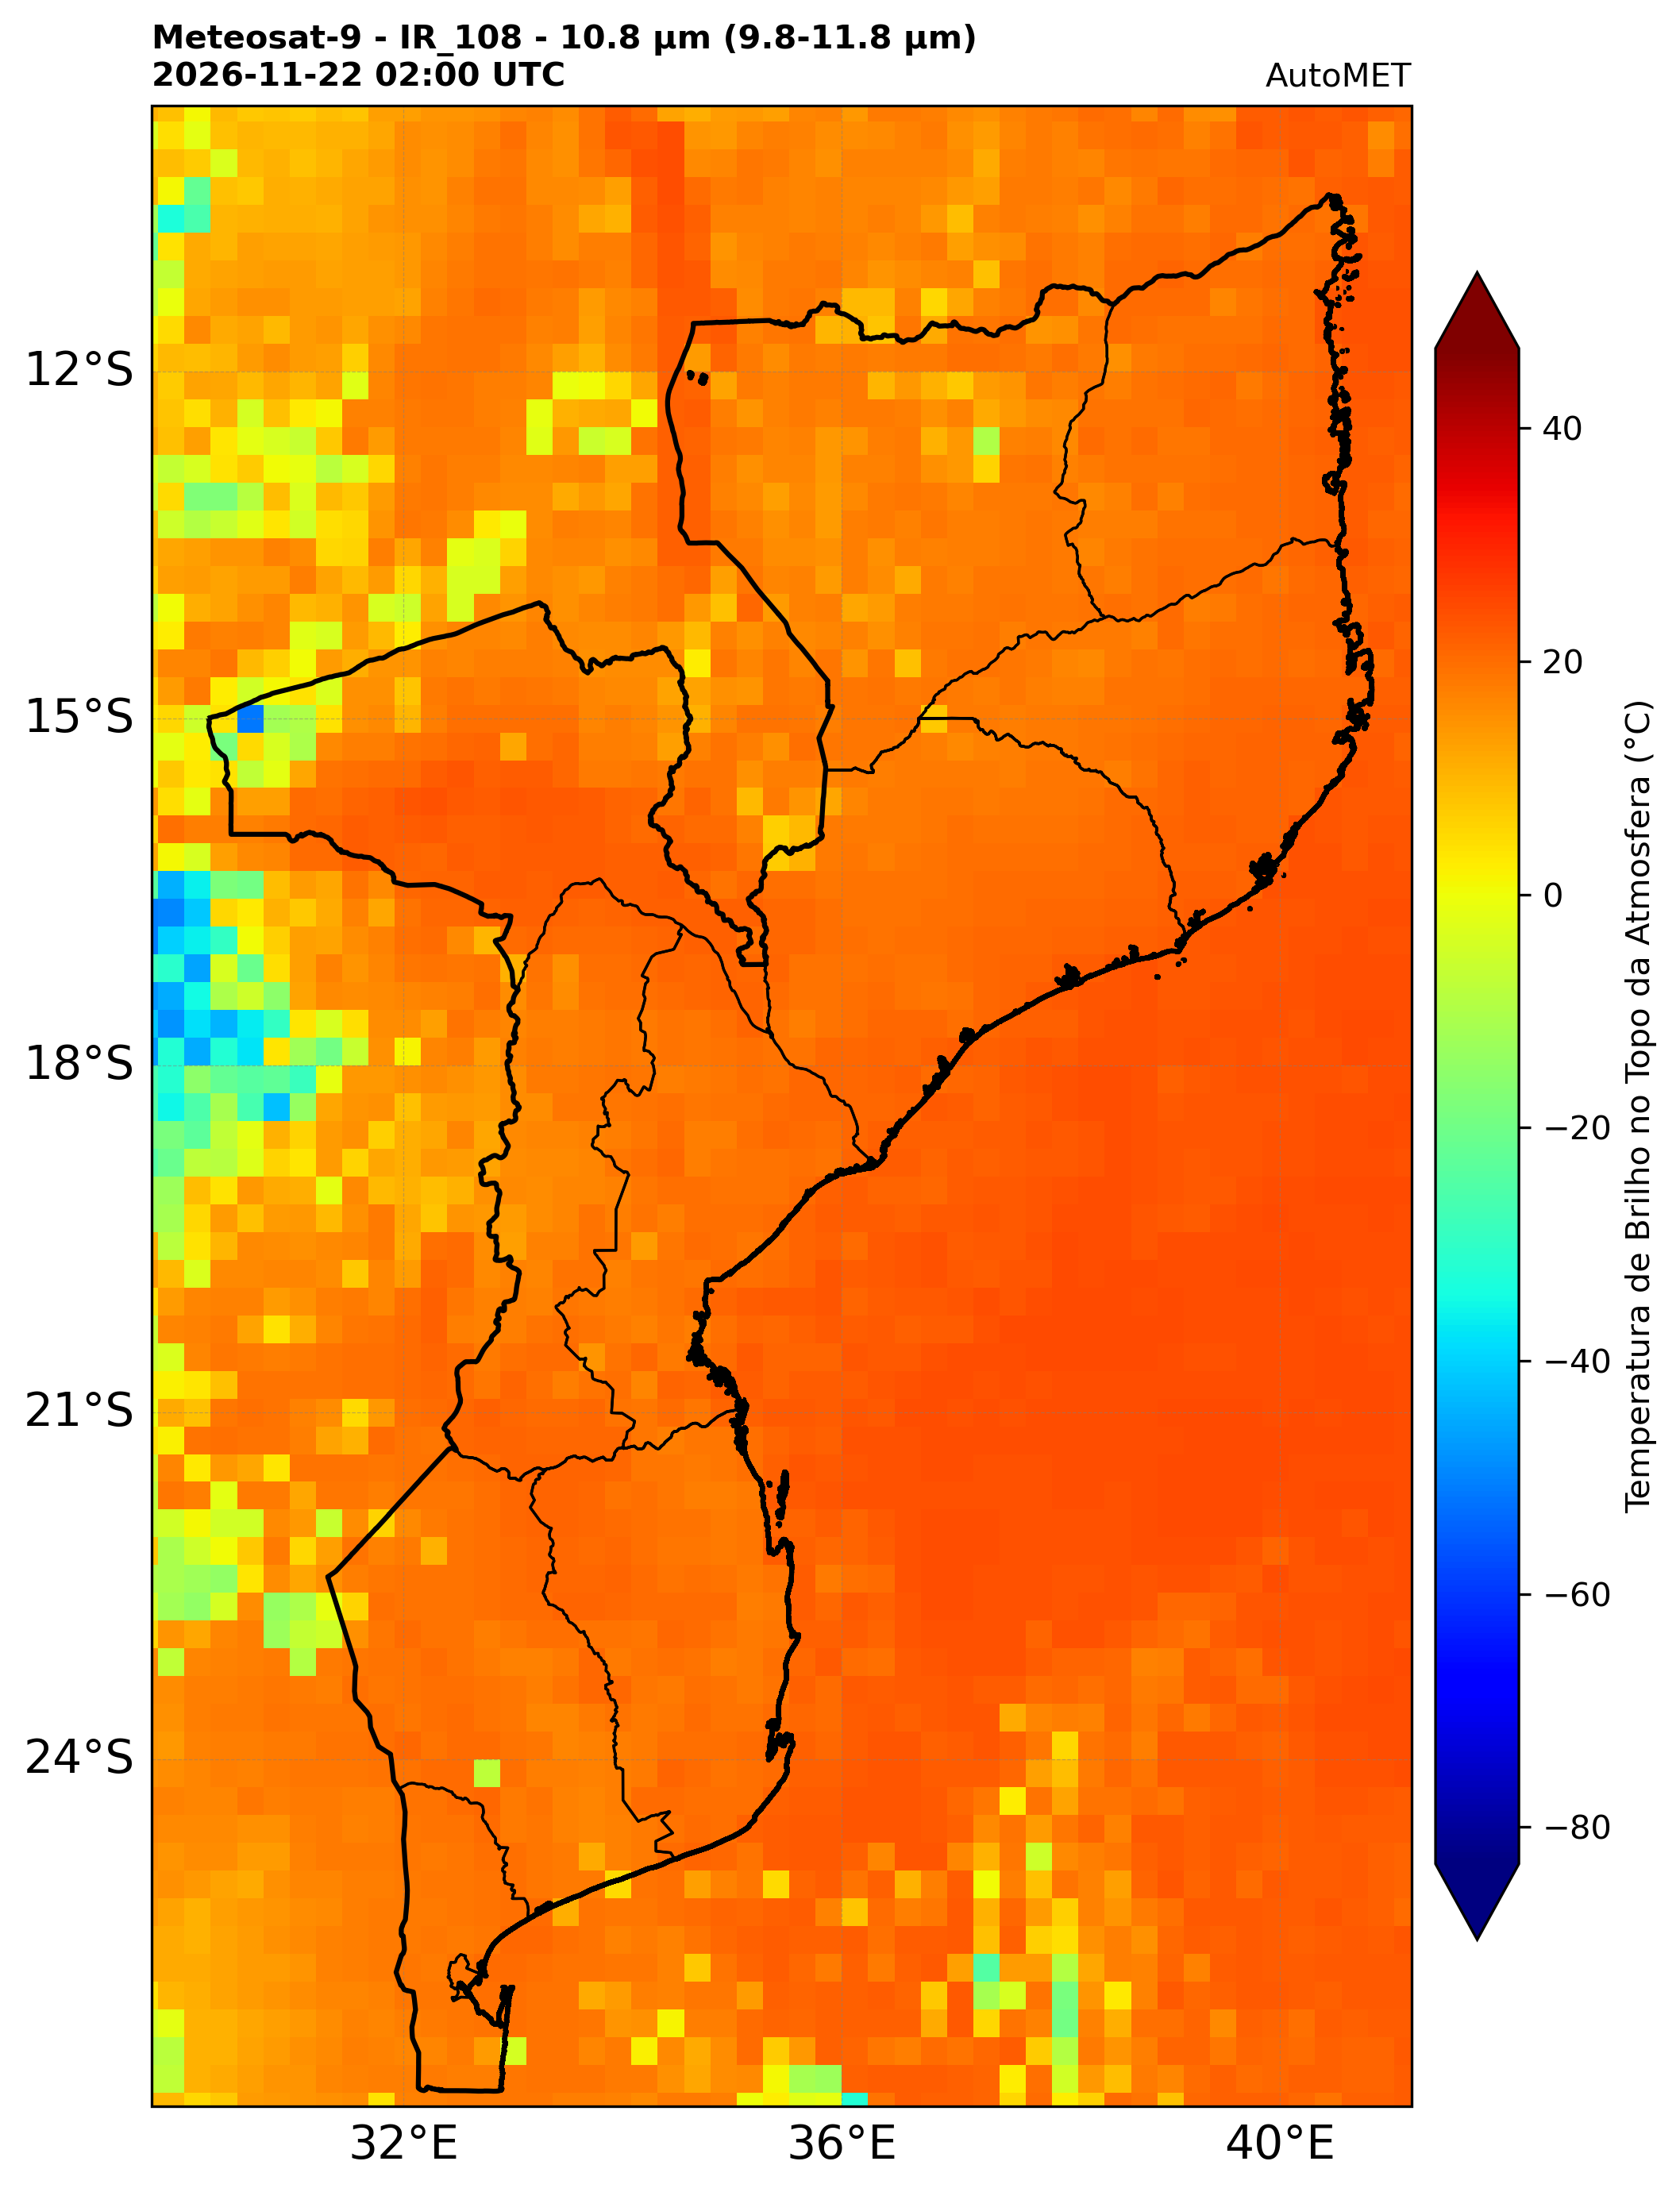 Meteosat-9 - IR_108 - 10.8 µm (9.8-11.8 µm)
2026-11-22 02:00 UTC
AutoMET
12°S
15°S
18°S
21°S
24°S
32°E
36°E
40°E
40
20
0
−20
−40
−60
−80
Temperatura de Brilho no Topo da Atmosfera (°C)